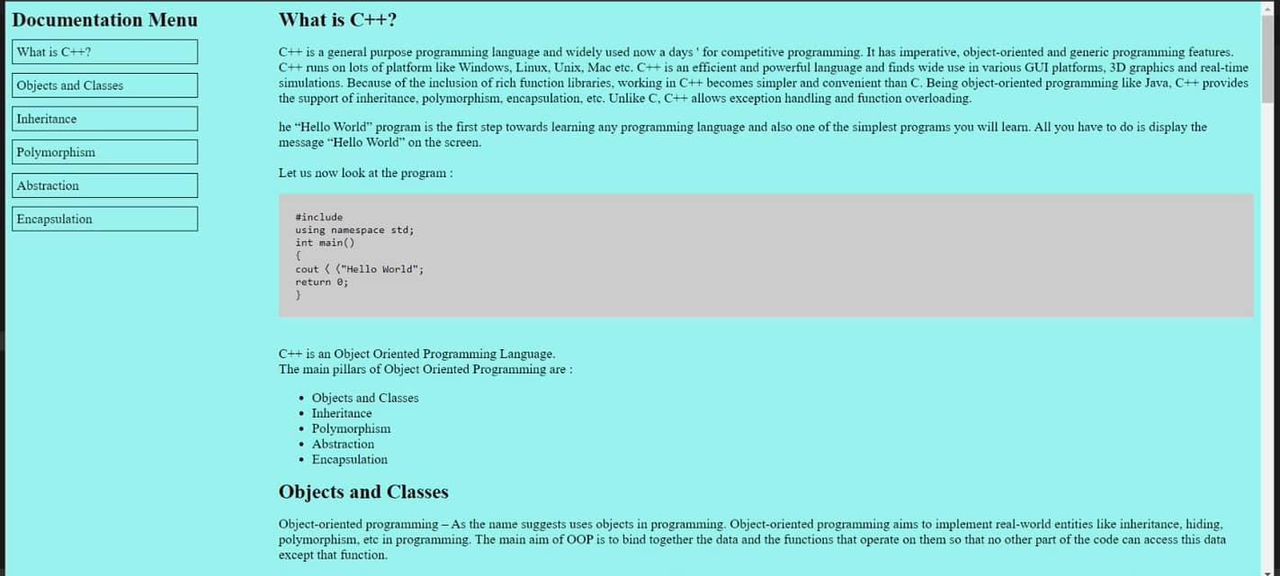 Documentation Menu
What is C++?
Objects and Classes
Inheritance
Polymorphism
Abstraction
Encapsulation
What is C++?
C++ is a general purpose programming language and widely used now a days ' for competitive programming. It has imperative, object-oriented and generic programming features.
C++ runs on lots of platform like Windows, Linux, Unix, Mac etc. C++ is an efficient and powerful language and finds wide use in various GUI platforms, 3D graphics and real-time
simulations. Because of the inclusion of rich function libraries, working in C++ becomes simpler and convenient than C. Being object-oriented programming like Java, C++ provides
the support of inheritance, polymorphism, encapsulation, etc. Unlike C, C++ allows exception handling and function overloading.
he “Hello World” program is the first step towards learning any programming language and also one of the simplest programs you will learn. All you have to do is display the
message “Hello World” on the screen.
Let us now look at the program :
#include
using namespace std;
int main()
{
cout ⟨ ⟨"Hello World";
return 0;
}
C++ is an Object Oriented Programming Language.
The main pillars of Object Oriented Programming are :
• Objects and Classes
• Inheritance
• Polymorphism
• Abstraction
• Encapsulation
Objects and Classes
Object-oriented programming – As the name suggests uses objects in programming. Object-oriented programming aims to implement real-world entities like inheritance, hiding,
polymorphism, etc in programming. The main aim of OOP is to bind together the data and the functions that operate on them so that no other part of the code can access this data
except that function.